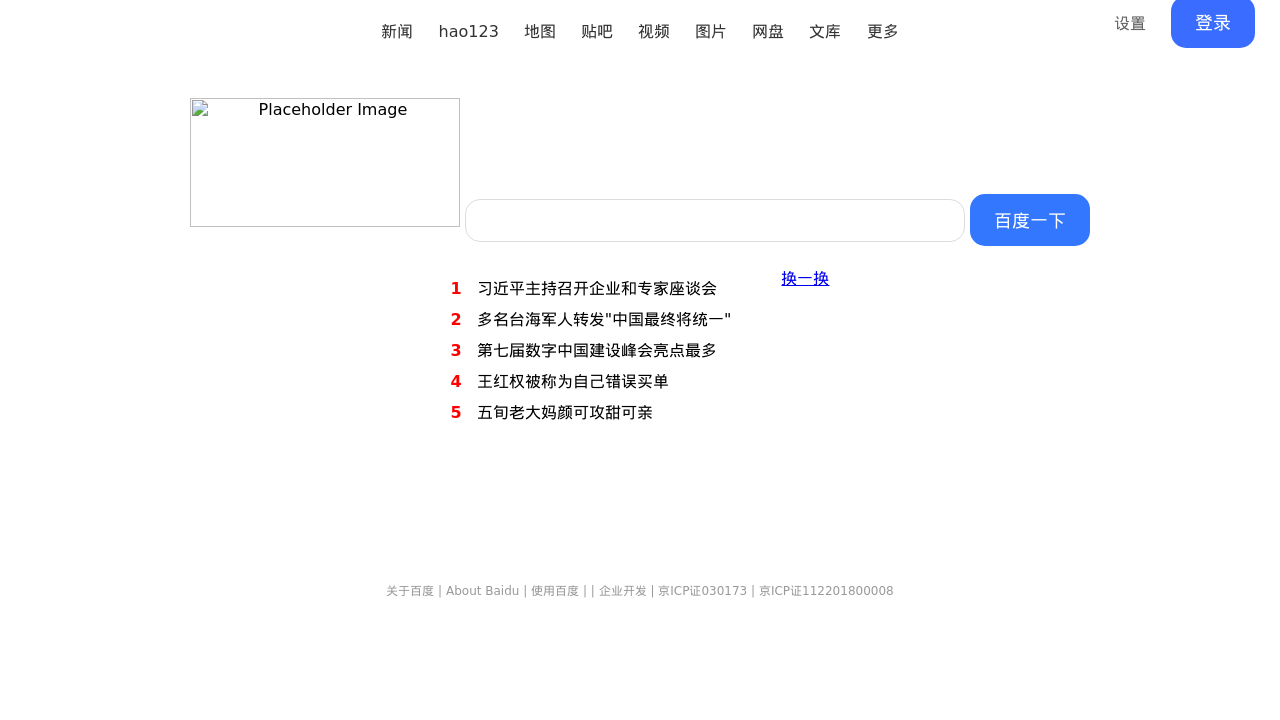 新闻 hao123 地图 贴吧 视频 图片 网盘 文库 更多
设置 登录
Placeholder Image
百度一下
换一换
1 习近平主持召开企业和专家座谈会
2 多名台海军人转发"中国最终将统一"
3 第七届数字中国建设峰会亮点最多
4 王红权被称为自己错误买单
5 五旬老大妈颜可攻甜可亲
关于百度 | About Baidu | 使用百度 | | 企业开发 | 京ICP证030173 | 京ICP证112201800008